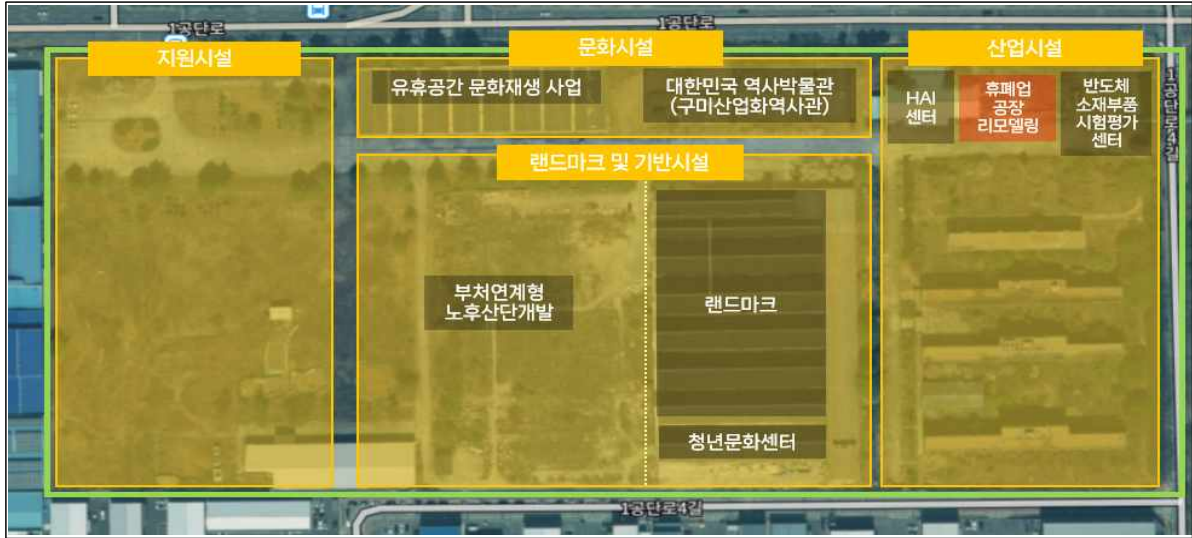 1공단로
1공단로
지원시설
문화시설
산업시설
유휴공간 문화재생 사업
대한민국 역사박물관
(구미산업화역사관)
HAI
센터
휴폐업
공장
리모델링
반도체
소재부품
시험평가
센터
1공단로4길
랜드마크 및 기반시설
부처연계형
노후산단개발
랜드마크
청년문화센터
1공단로4길